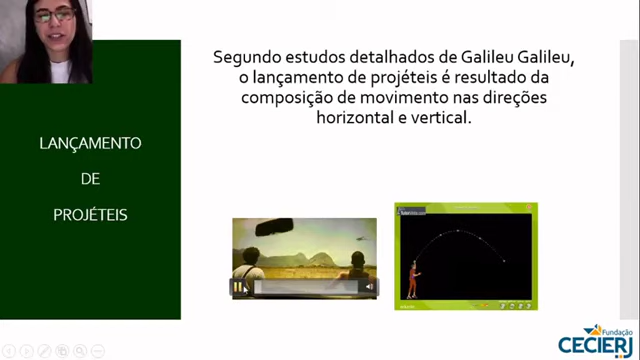 Segundo estudos detalhados de Galileu Galileu,
o lançamento de projéteis é resultado da
composição de movimento nas direções
horizontal e vertical.
LANÇAMENTO
DE
PROJÉTEIS
Fundação
CECIERJ